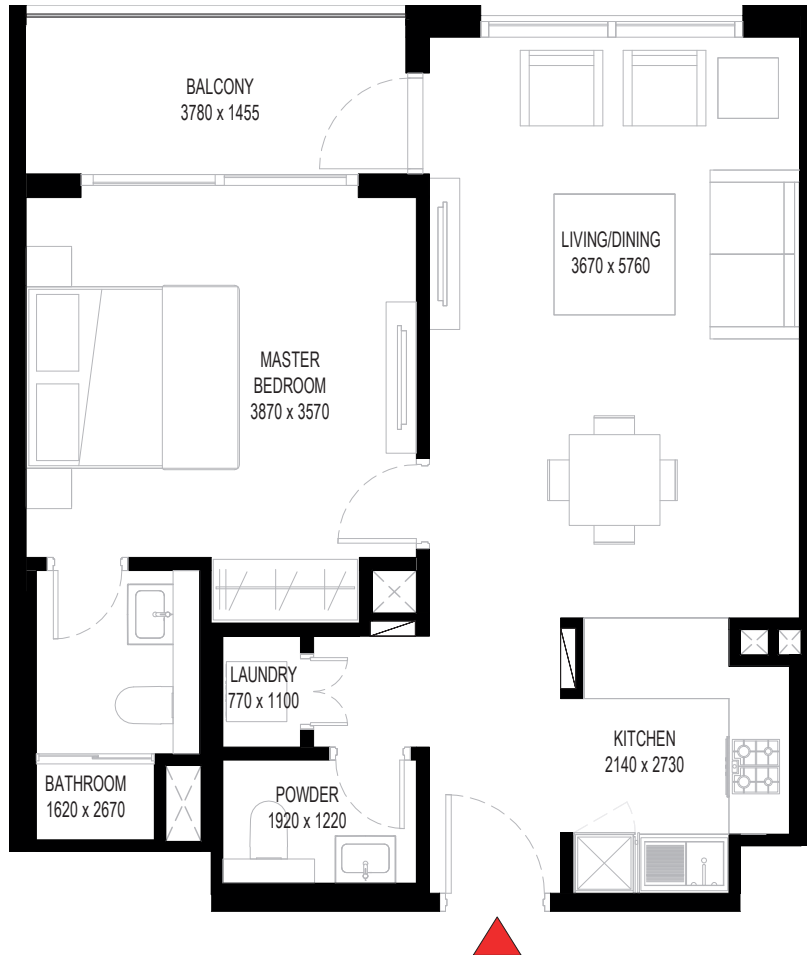 BALCONY
3780 x 1455
LIVING/DINING
3670 x 5760
MASTER
BEDROOM
3870 x 3570
LAUNDRY
770 x 1100
KITCHEN
2140 x 2730
BATHROOM
1620 x 2670
POWDER
1920 x 1220